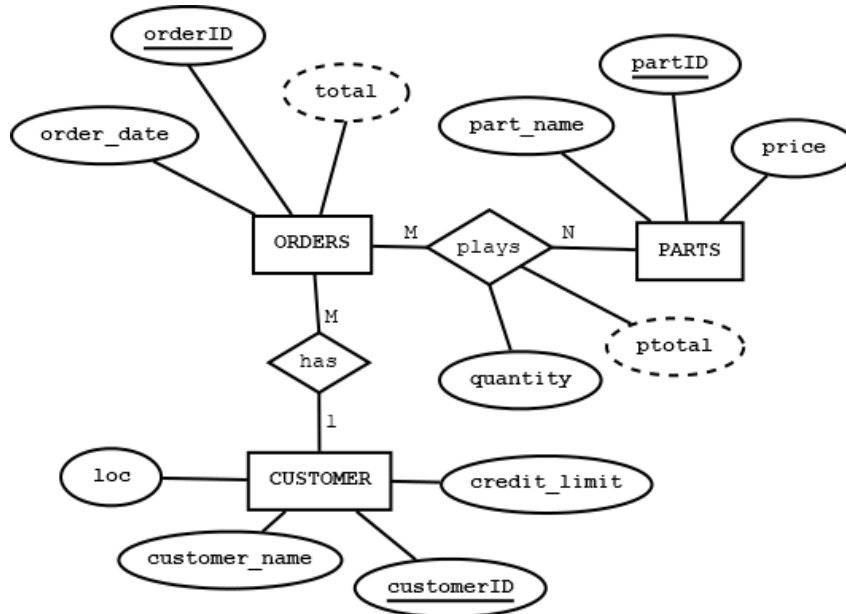 orderID
partID
total
order_date
part_name
price
ORDERS
M
plays
N
PARTS
M
ptotal
has
quantity
1
loc
CUSTOMER
credit_limit
customer_name
customerID